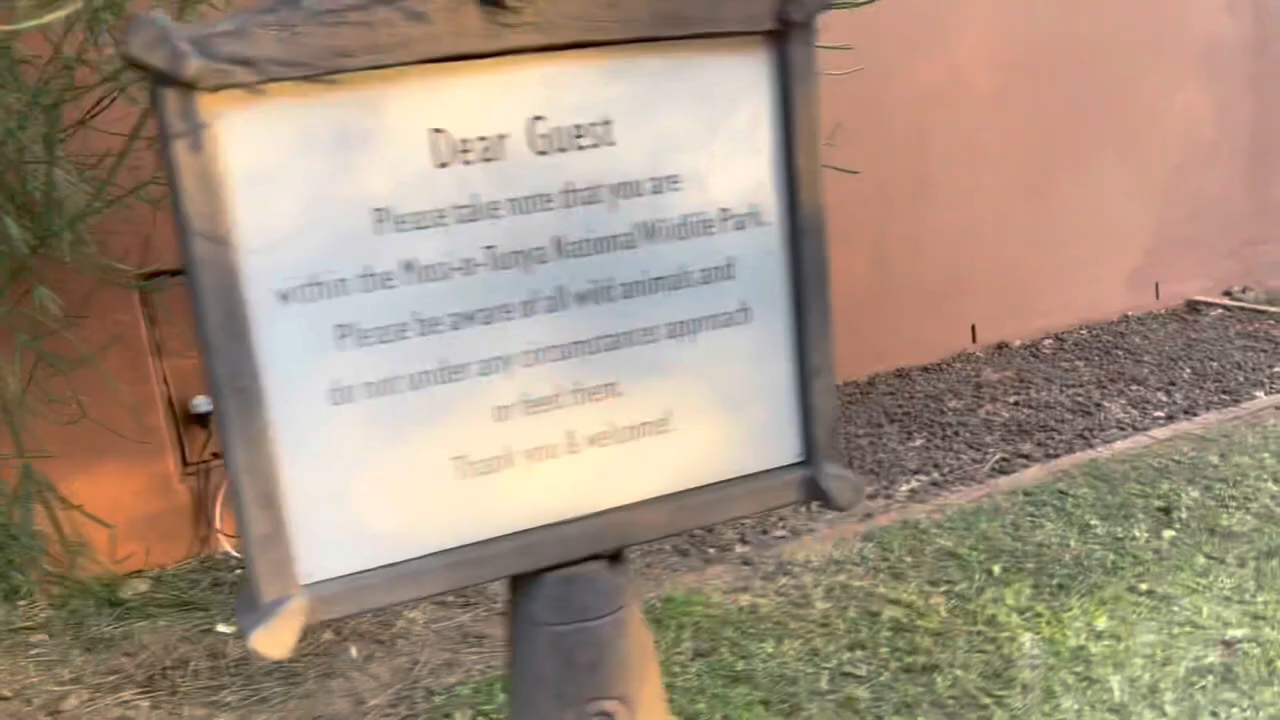 Dear Guest
Please take note that you are
within the Mosi-o-Tunya National Wildlife Park.
Please be aware of all wild animals and
do not under any circumstances approach
or feed them.
Thank you & welcome!